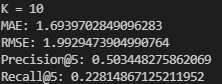 K = 10
MAE: 1.6939702849096283
RMSE: 1.9929473904990764
Precision@5: 0.503448275862069
Recall@5: 0.22814867125211952